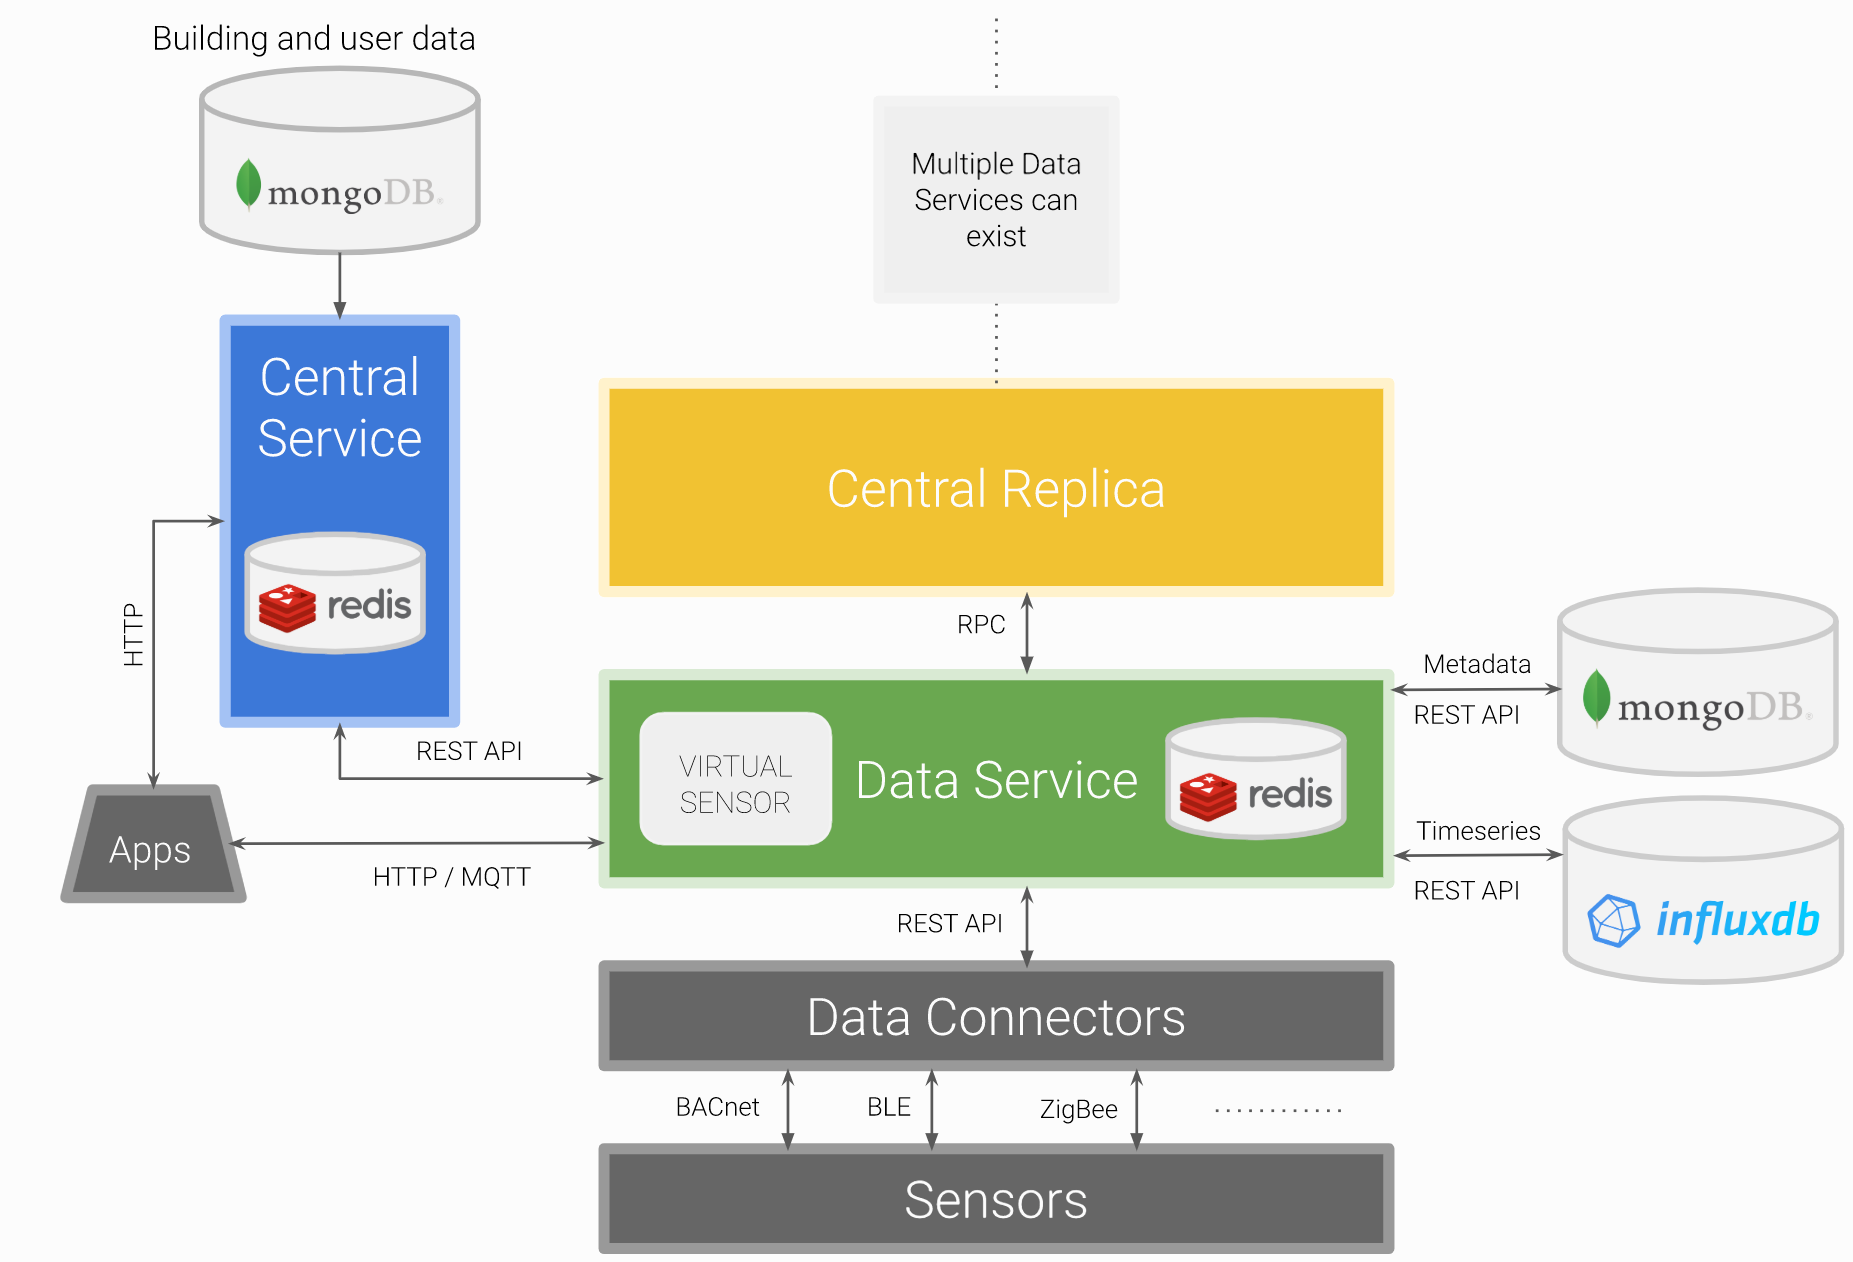 Building and user data
mongoDB®
Multiple Data
Services can
exist
Central
Service
redis
HTTP
Central Replica
RPC
REST API
Apps
HTTP / MQTT
VIRTUAL
SENSOR
Data Service
redis
Metadata
REST API
mongoDB®
Timeseries
REST API
influxdb
REST API
Data Connectors
BACnet
BLE
ZigBee
............
Sensors